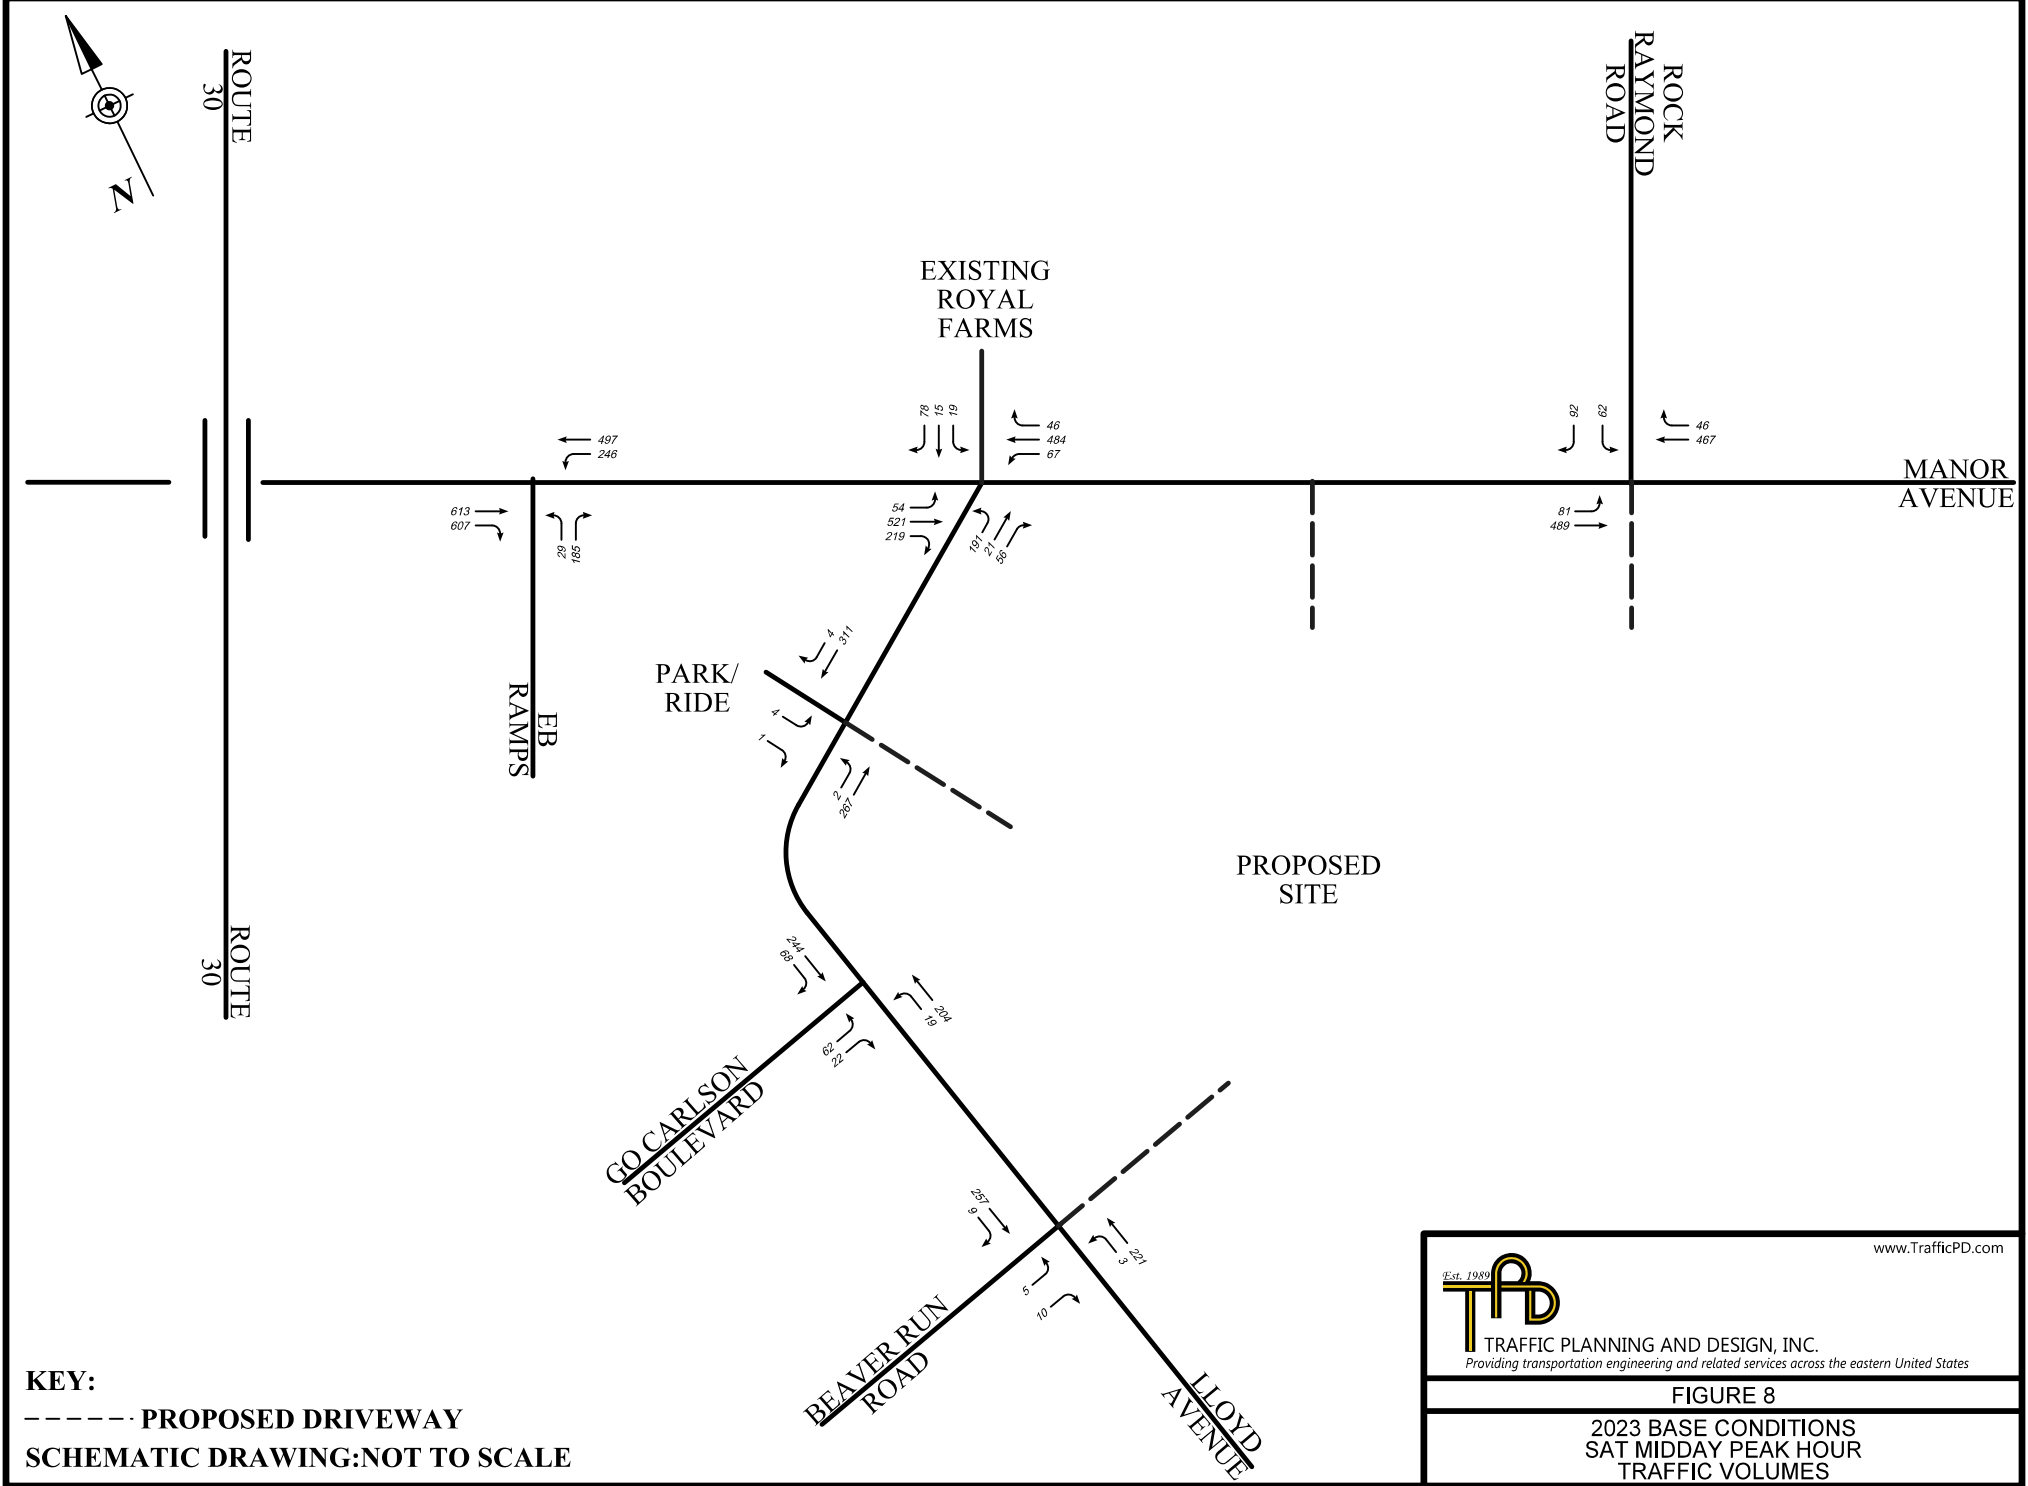 ROUTE
30
N
ROCK
RAYMOND
ROAD
EXISTING
ROYAL
FARMS
497
246
613
607
29
185
78
15
19
46
484
67
54
521
219
191
21
56
92
62
46
467
81
489
MANOR
AVENUE
EB
RAMPS
PARK/
RIDE
4
311
4
1
2
267
PROPOSED
SITE
ROUTE
30
244
68
204
19
62
22
GO CARLSON
BOULEVARD
257
9
221
3
5
10
BEAVER RUN
ROAD
LLOYD
AVENUE
KEY:
PROPOSED DRIVEWAY
SCHEMATIC DRAWING:NOT TO SCALE
www.TrafficPD.com
Est. 1989
TPD
TRAFFIC PLANNING AND DESIGN, INC.
Providing transportation engineering and related services across the eastern United States
FIGURE 8
2023 BASE CONDITIONS
SAT MIDDAY PEAK HOUR
TRAFFIC VOLUMES